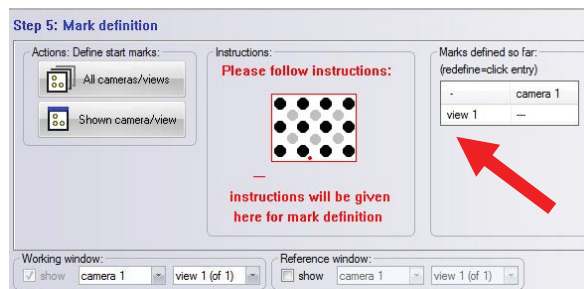 Step 5: Mark definition
Actions: Define start marks:
All cameras/views
Shown camera/view
Instructions:
Please follow instructions:
instructions will be given
here for mark definition
Marks defined so far:
(redefine=click entry)
- camera 1
view 1 ---
Working window:
show camera 1 view 1 (of 1)
Reference window:
show camera 1 view 1 (of 1)